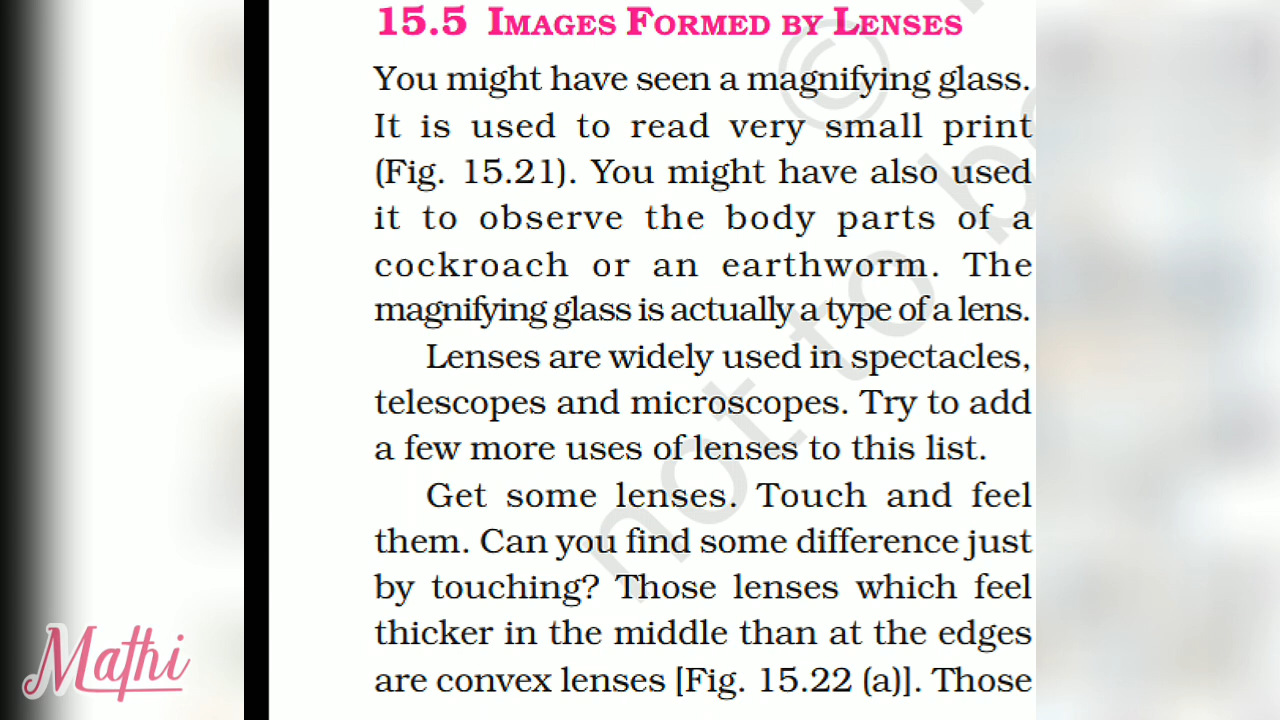 15.5 IMAGES FORMED BY LENSES
You might have seen a magnifying glass.
It is used to read very small print
(Fig. 15.21). You might have also used
it to observe the body parts of a
cockroach or an earthworm. The
magnifying glass is actually a type of a lens.
Lenses are widely used in spectacles,
telescopes and microscopes. Try to add
a few more uses of lenses to this list.
Get some lenses. Touch and feel
them. Can you find some difference just
by touching? Those lenses which feel
thicker in the middle than at the edges
are convex lenses [Fig. 15.22 (a)]. Those
©
not to be
Mathi